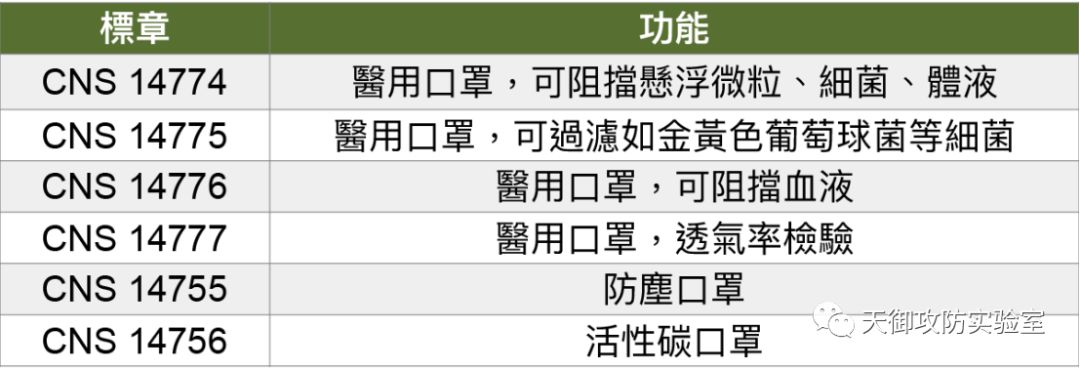 標章 功能
CNS 14774 醫用口罩，可阻擋懸浮微粒、細菌、體液
CNS 14775 醫用口罩，可過濾如金黃色葡萄球菌等細菌
CNS 14776 醫用口罩，可阻擋血液
CNS 14777 醫用口罩，透氣率檢驗
CNS 14755 防塵口罩
CNS 14756 活性碳口罩
天御攻防实验室